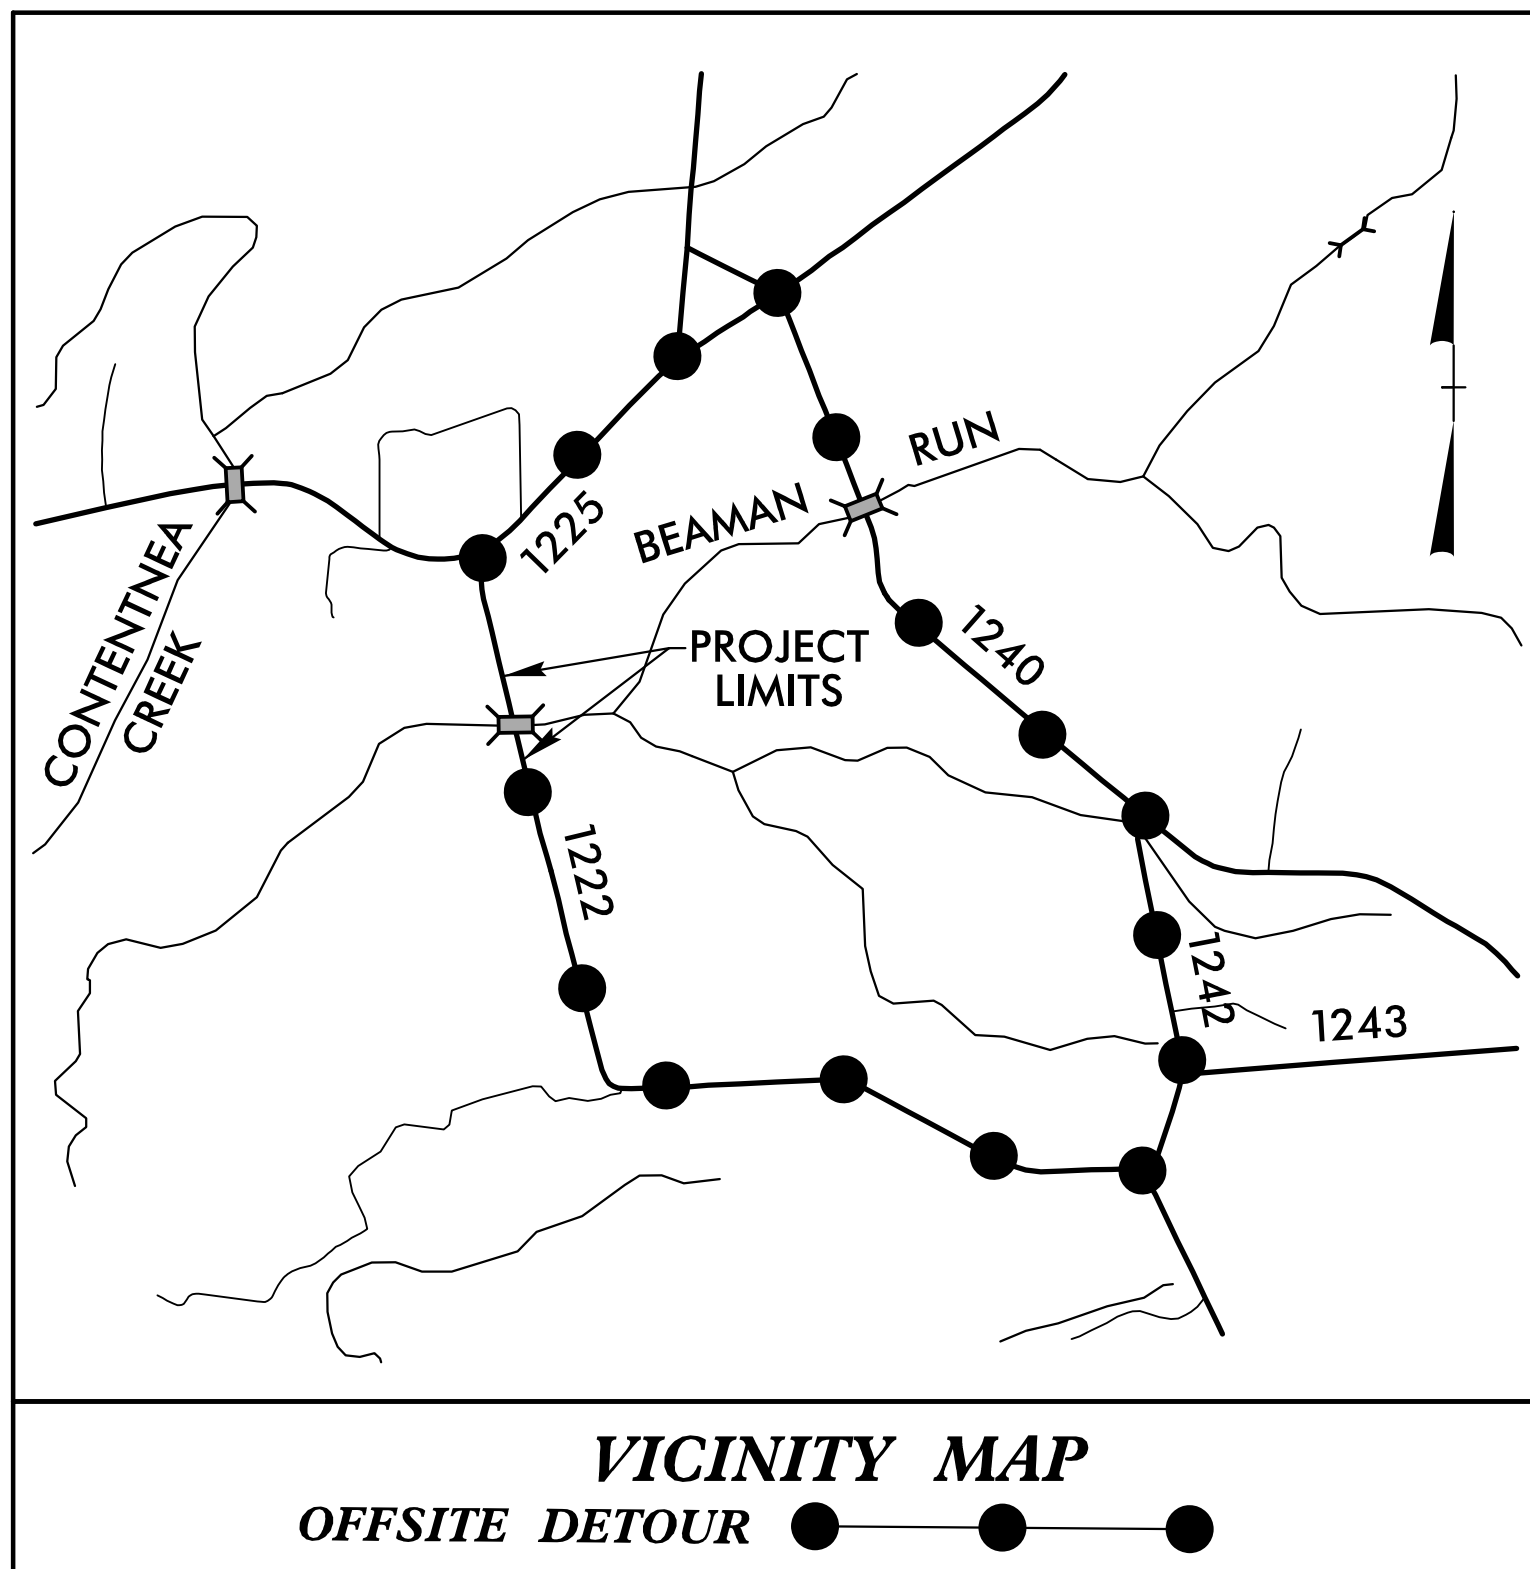 RUN
BEAMAN
1225
CONTENTNEA
CREEK
PROJECT
LIMITS
1240
1222
1242
1243
VICINITY MAP
OFFSITE DETOUR